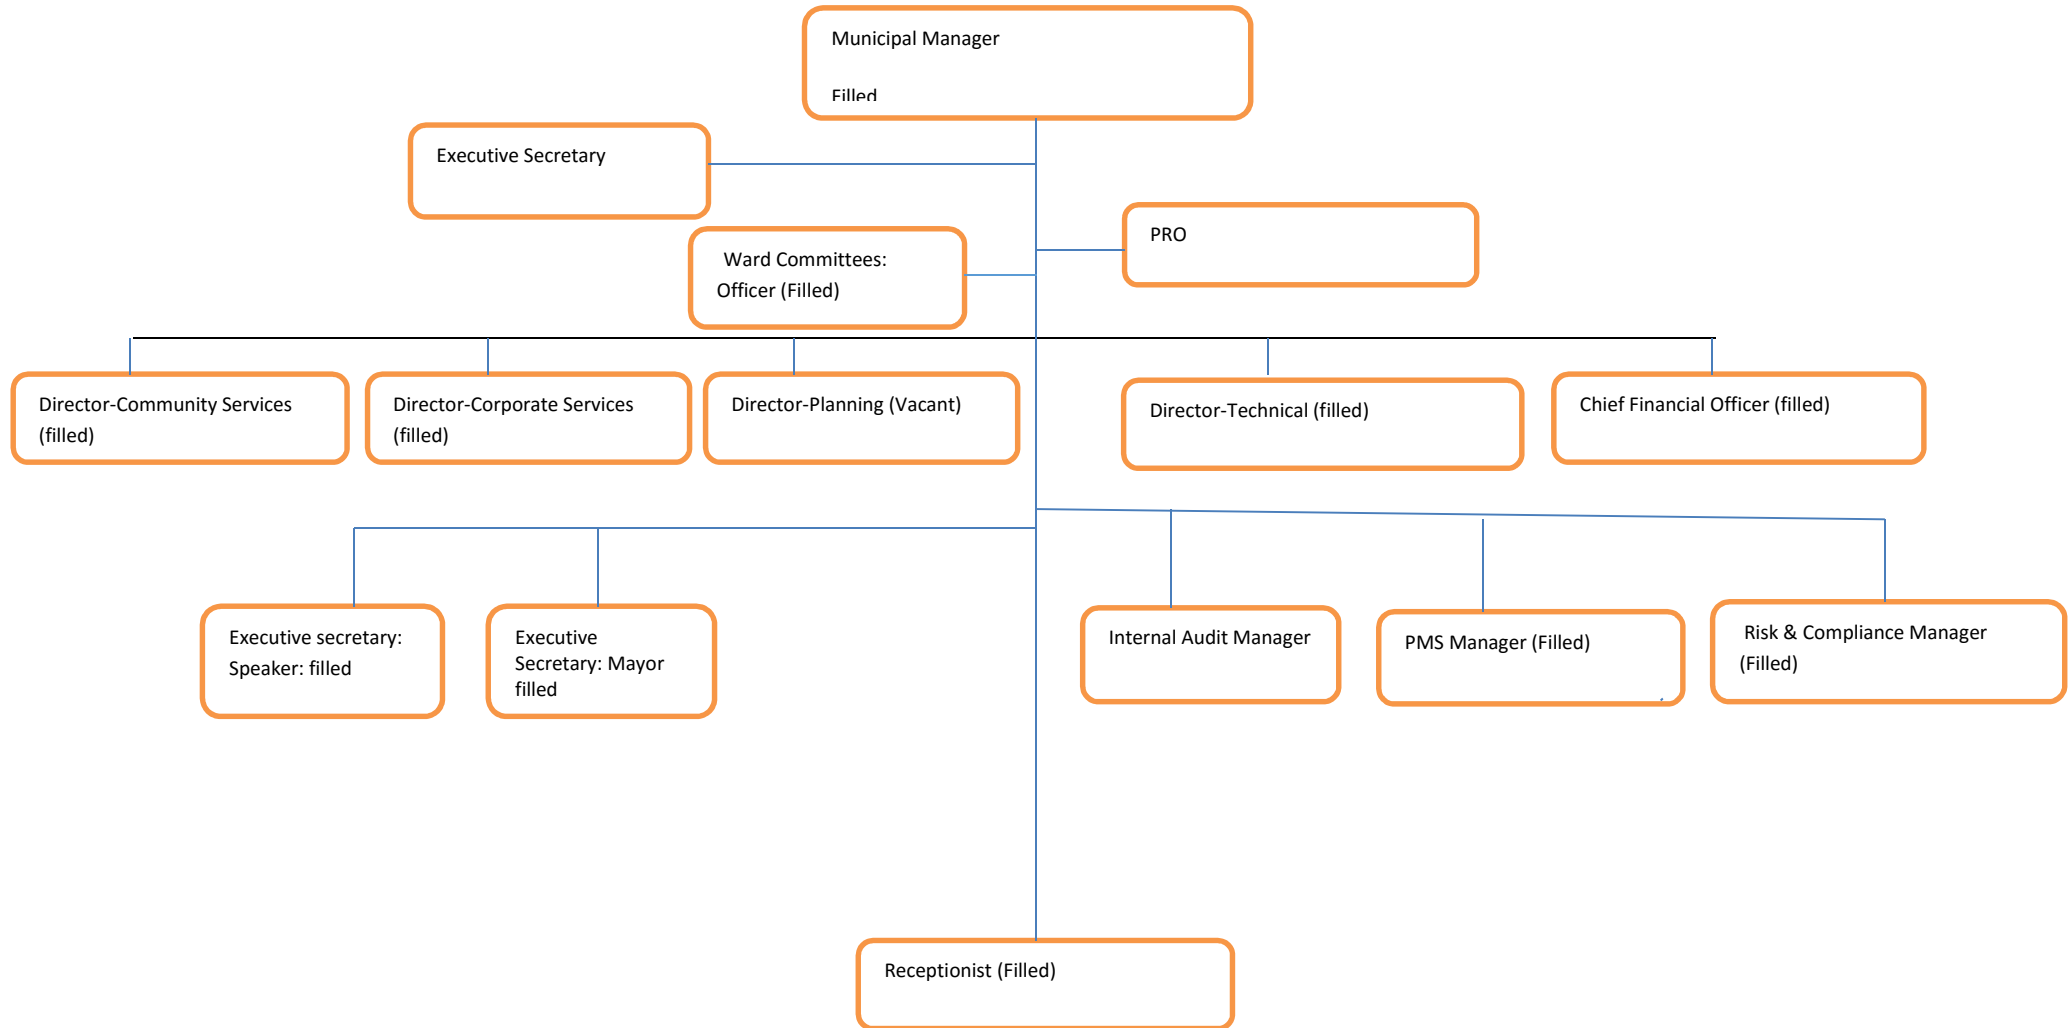 Municipal Manager
Filled
Executive Secretary
PRO
Ward Committees:
Officer (Filled)
Director-Community Services
(filled)
Director-Corporate Services
(filled)
Director-Planning (Vacant)
Director-Technical (filled)
Chief Financial Officer (filled)
Executive secretary:
Speaker: filled
Executive
Secretary: Mayor
filled
Internal Audit Manager
PMS Manager (Filled)
Risk & Compliance Manager
(Filled)
Receptionist (Filled)